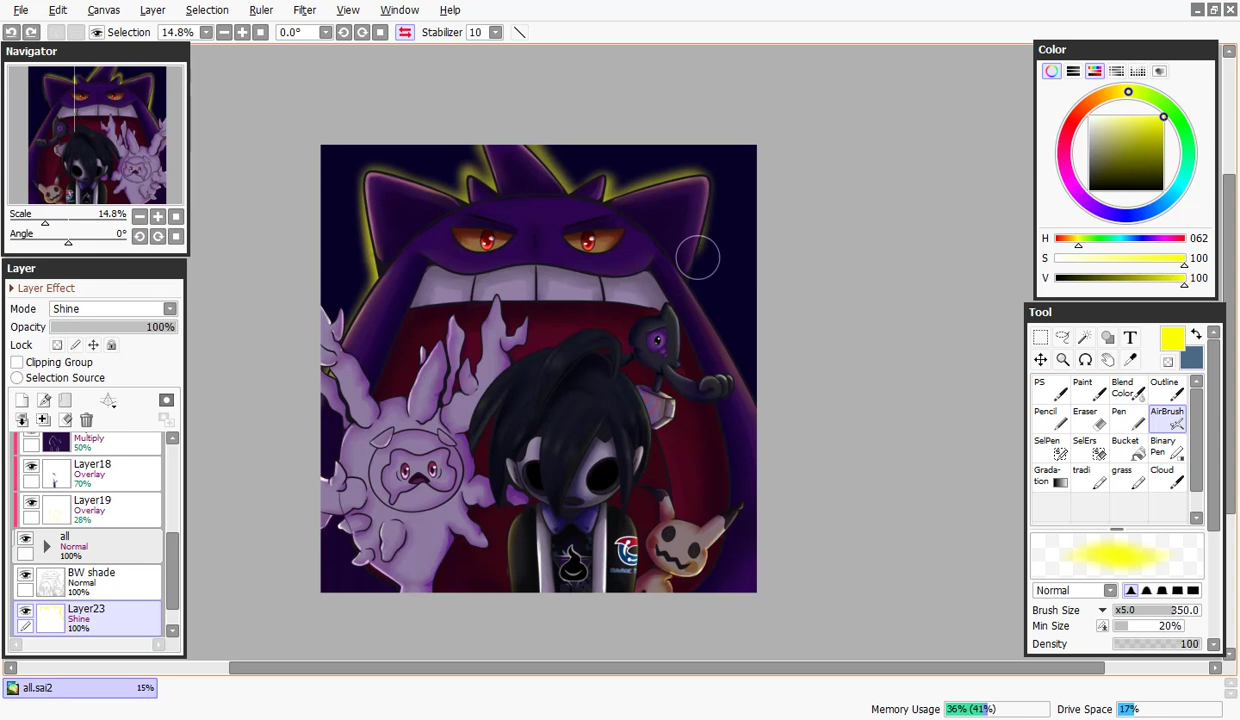 File Edit Canvas Layer Selection Ruler Filter View Window Help
Selection 14.8% 0.0° Stabilizer 10
Navigator
Scale 14.8%
Angle 0°
Layer
Layer Effect
Mode Shine
Opacity 100%
Lock
Clipping Group
Selection Source
Multiply
50%
Layer18
Overlay
70%
Layer19
Overlay
28%
all
Normal
100%
BW shade
Normal
100%
Layer23
Shine
100%
Color
H 062
S 100
V 100
Tool
T
PS Paint Blend Color Outline
Pencil Eraser Pen AirBrush
SelPen SelErs Bucket Binary Pen
Grada-tion tradi grass Cloud
Normal
Brush Size x5.0 350.0
Min Size 20%
Density 100
all.sai2 15%
Memory Usage 36% (41%) Drive Space 17%